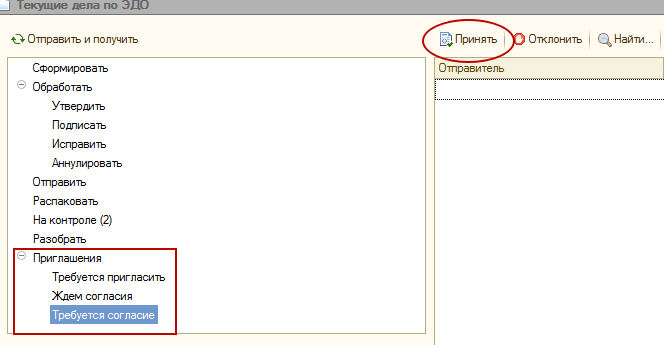 Текущие дела по ЭДО
Отправить и получить
Принять Отклонить Найти...
Сформировать
Обработать
Утвердить
Подписать
Исправить
Аннулировать
Отправить
Распаковать
На контроле (2)
Разобрать
Приглашения
Требуется пригласить
Ждем согласия
Требуется согласие
Отправитель